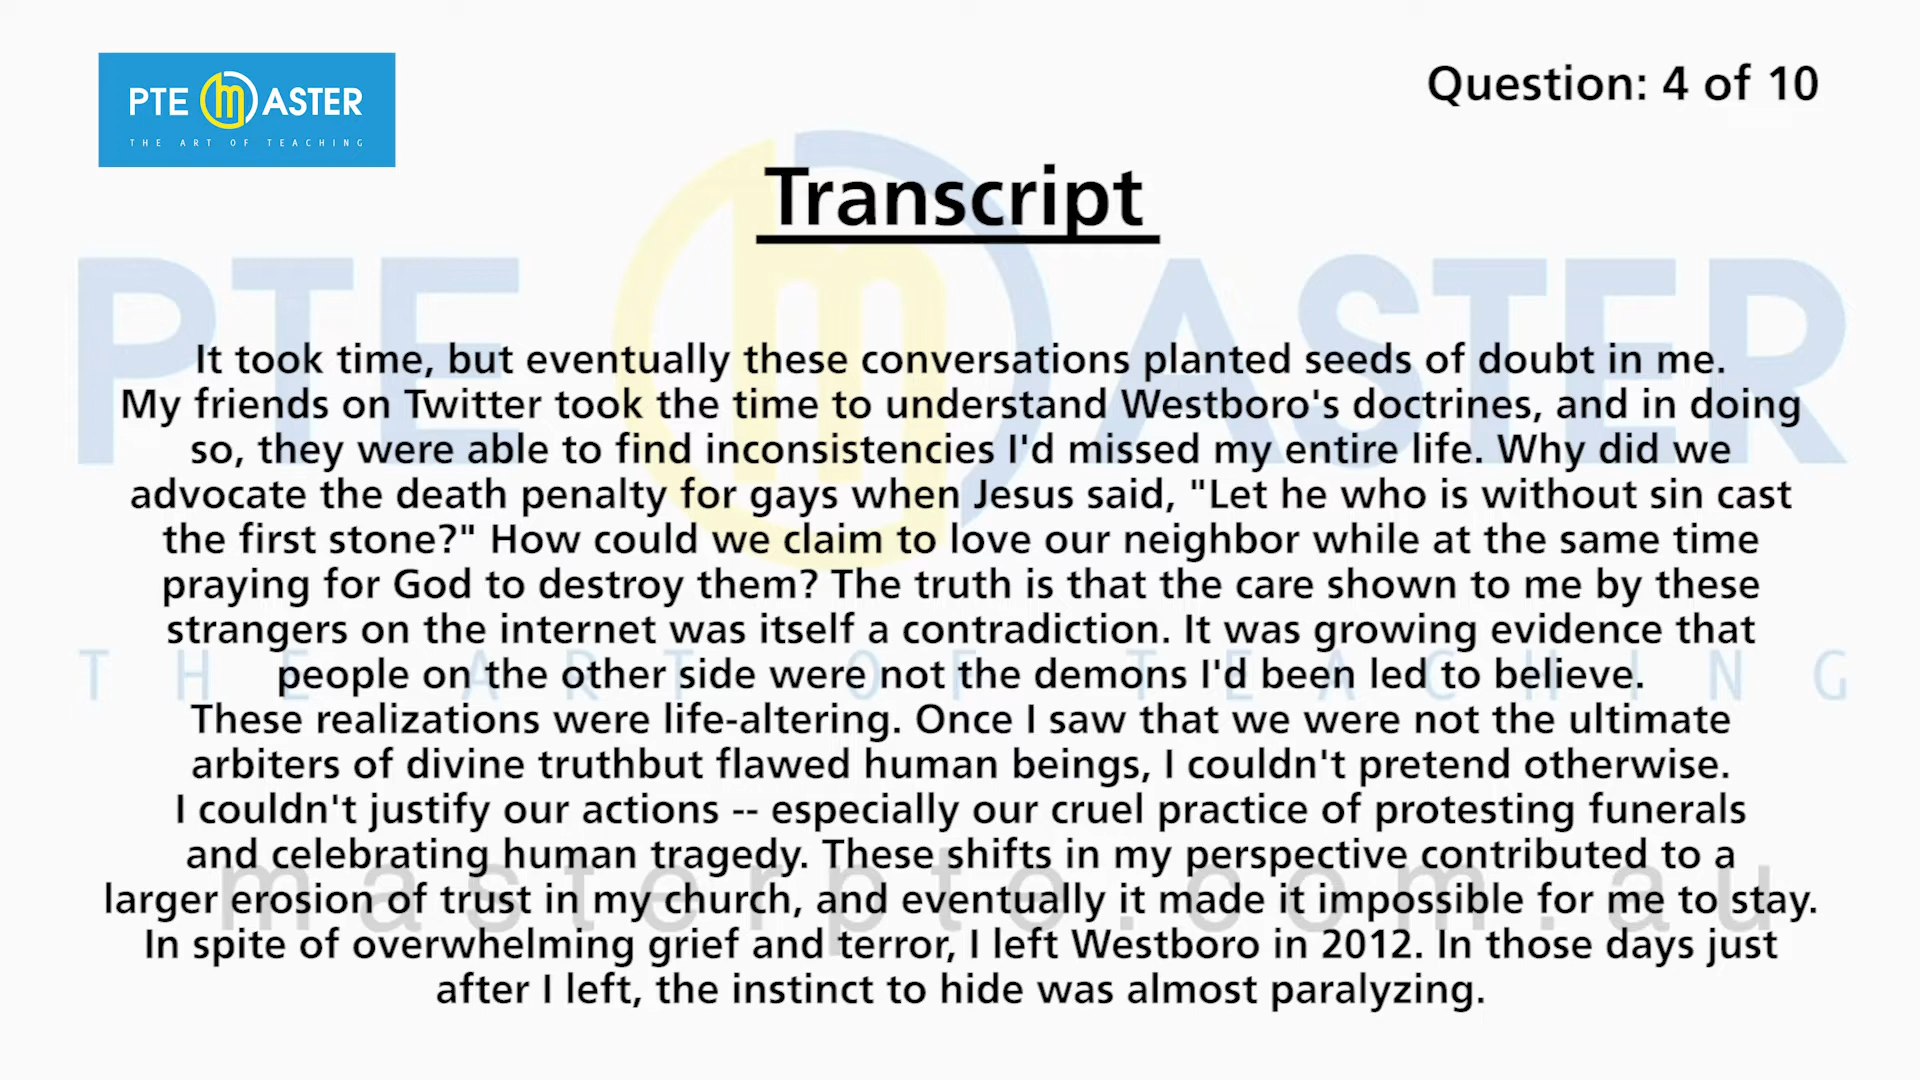 PTE MASTER
THE ART OF TEACHING
Question: 4 of 10
Transcript
PTE MASTER
THE ART OF TEACHING
masterpte.com.au
It took time, but eventually these conversations planted seeds of doubt in me.
My friends on Twitter took the time to understand Westboro's doctrines, and in doing
so, they were able to find inconsistencies I'd missed my entire life. Why did we
advocate the death penalty for gays when Jesus said, "Let he who is without sin cast
the first stone?" How could we claim to love our neighbor while at the same time
praying for God to destroy them? The truth is that the care shown to me by these
strangers on the internet was itself a contradiction. It was growing evidence that
people on the other side were not the demons I'd been led to believe.
These realizations were life-altering. Once I saw that we were not the ultimate
arbiters of divine truthbut flawed human beings, I couldn't pretend otherwise.
I couldn't justify our actions -- especially our cruel practice of protesting funerals
and celebrating human tragedy. These shifts in my perspective contributed to a
larger erosion of trust in my church, and eventually it made it impossible for me to stay.
In spite of overwhelming grief and terror, I left Westboro in 2012. In those days just
after I left, the instinct to hide was almost paralyzing.